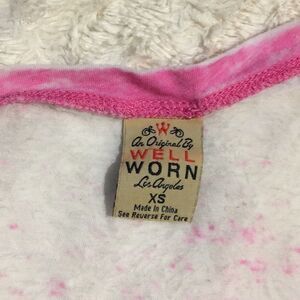 An Original By
WELL
WORN
Los Angeles
XS
Made In China
See Reverse For Care